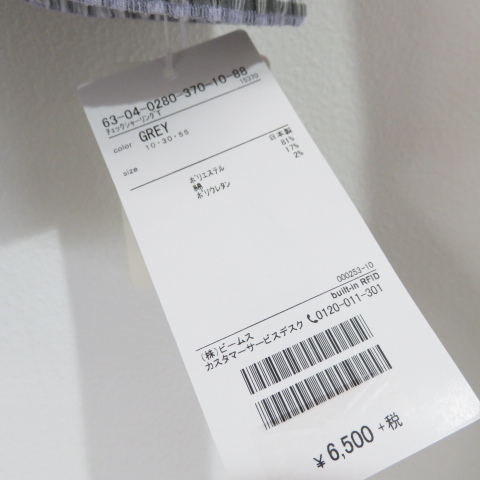 63-04-0280-370-10-88
チェックシャーリングT 15370
color GREY
10・30・55
size
日本製
ポリエステル 81%
綿 17%
ポリウレタン 2%
000253-10
built-in RFID
(株)ビームス
カスタマーサービスデスク 0120-011-301
¥6,500+税